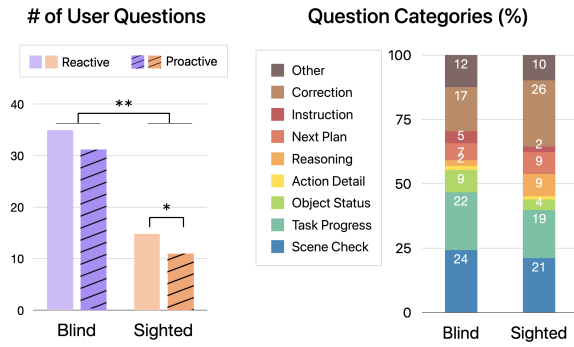 # of User Questions
Reactive
Proactive
**
*
40
30
20
10
0
Blind
Sighted
Question Categories (%)
Other
Correction
Instruction
Next Plan
Reasoning
Action Detail
Object Status
Task Progress
Scene Check
100
75
50
25
0
12
17
5
7
2
9
22
24
10
26
2
9
9
4
19
21
Blind
Sighted